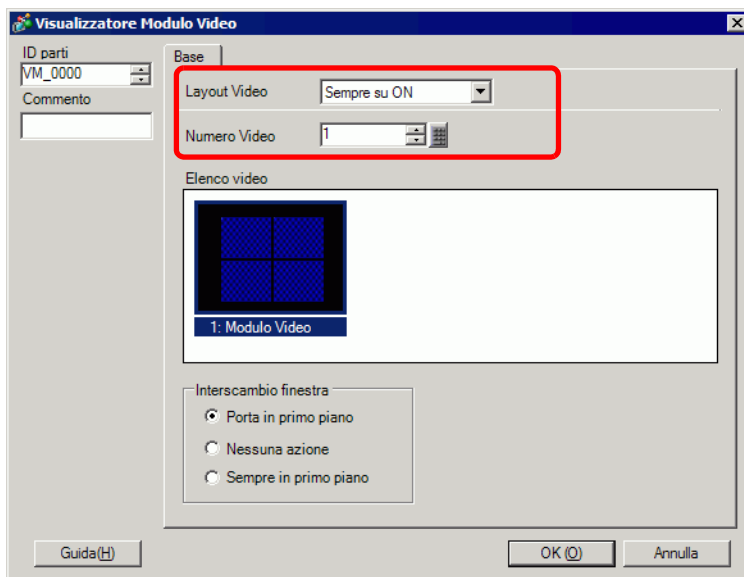 Visualizzatore Modulo Video
ID parti
VM_0000
Commento
Base
Layout Video Sempre su ON
Numero Video 1
Elenco video
1: Modulo Video
Interscambio finestra
Porta in primo piano
Nessuna azione
Sempre in primo piano
Guida(H) OK (O) Annulla